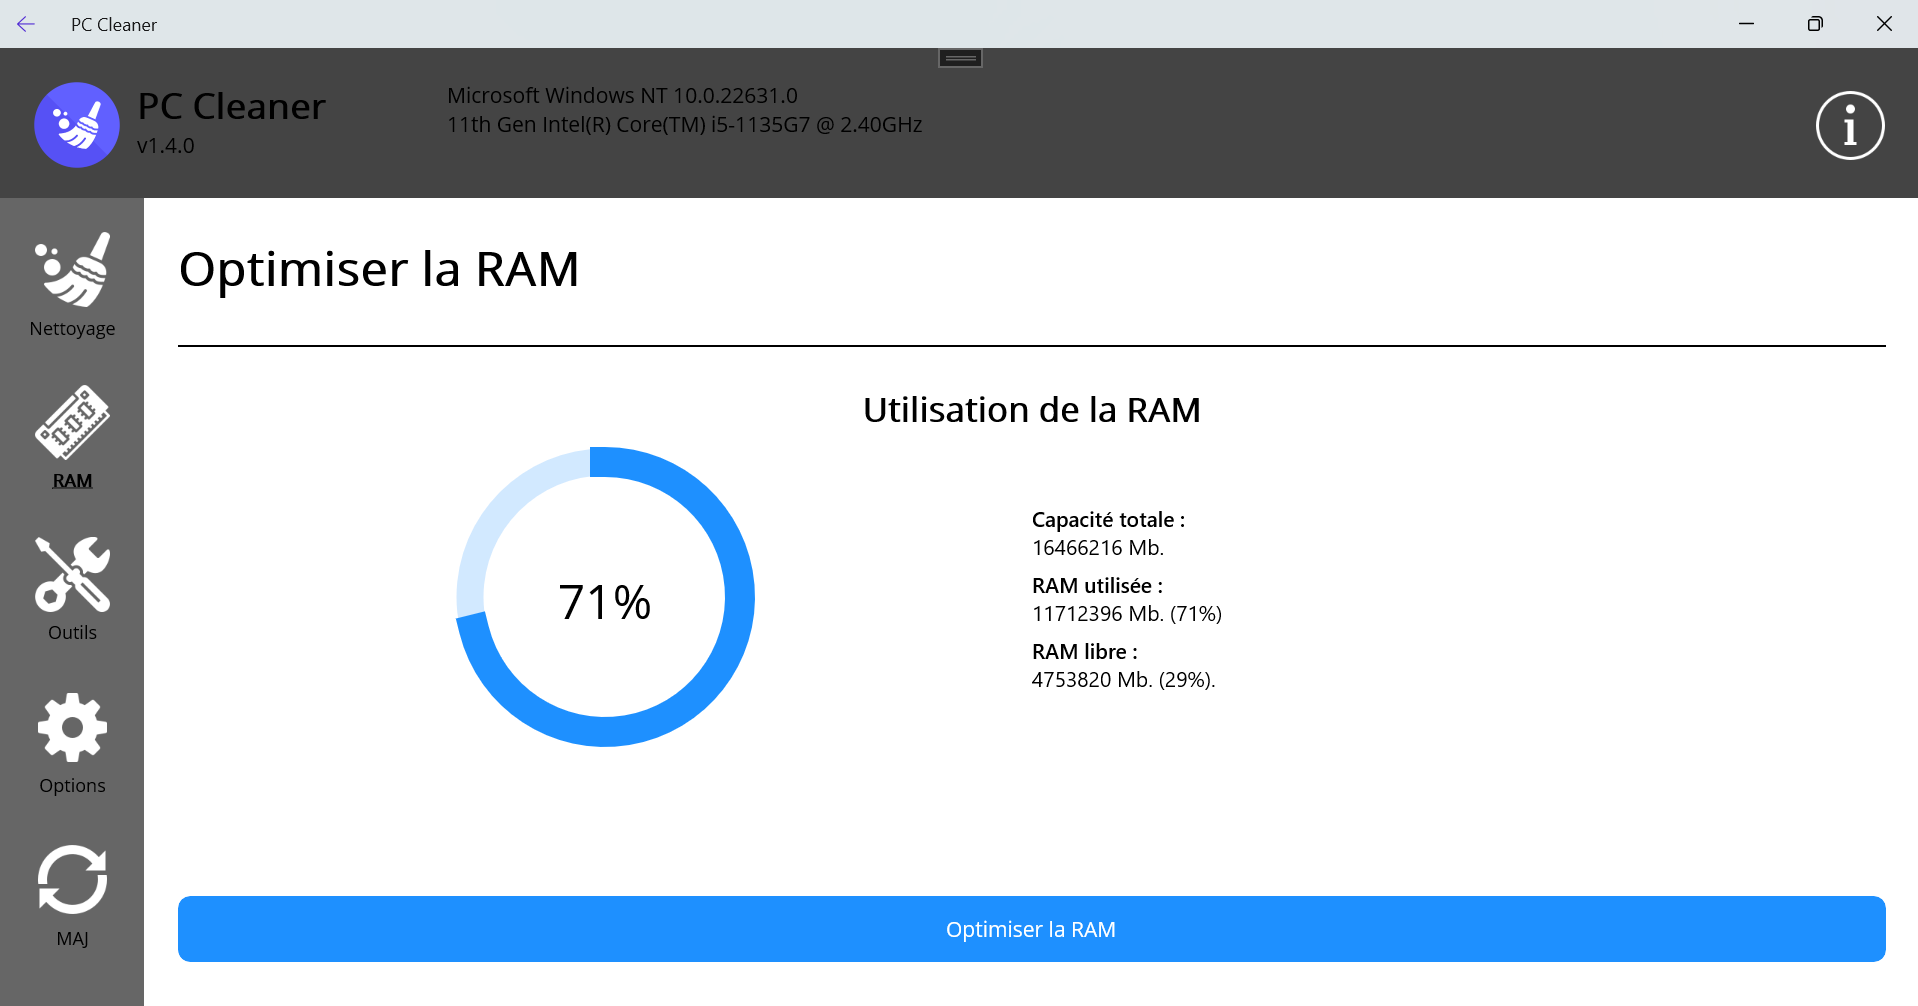 PC Cleaner
PC Cleaner
v1.4.0
Microsoft Windows NT 10.0.22631.0
11th Gen Intel(R) Core(TM) i5-1135G7 @ 2.40GHz
Nettoyage
RAM
Outils
Options
MAJ
Optimiser la RAM
Utilisation de la RAM
71%
Capacité totale :
16466216 Mb.
RAM utilisée :
11712396 Mb. (71%)
RAM libre :
4753820 Mb. (29%).
Optimiser la RAM